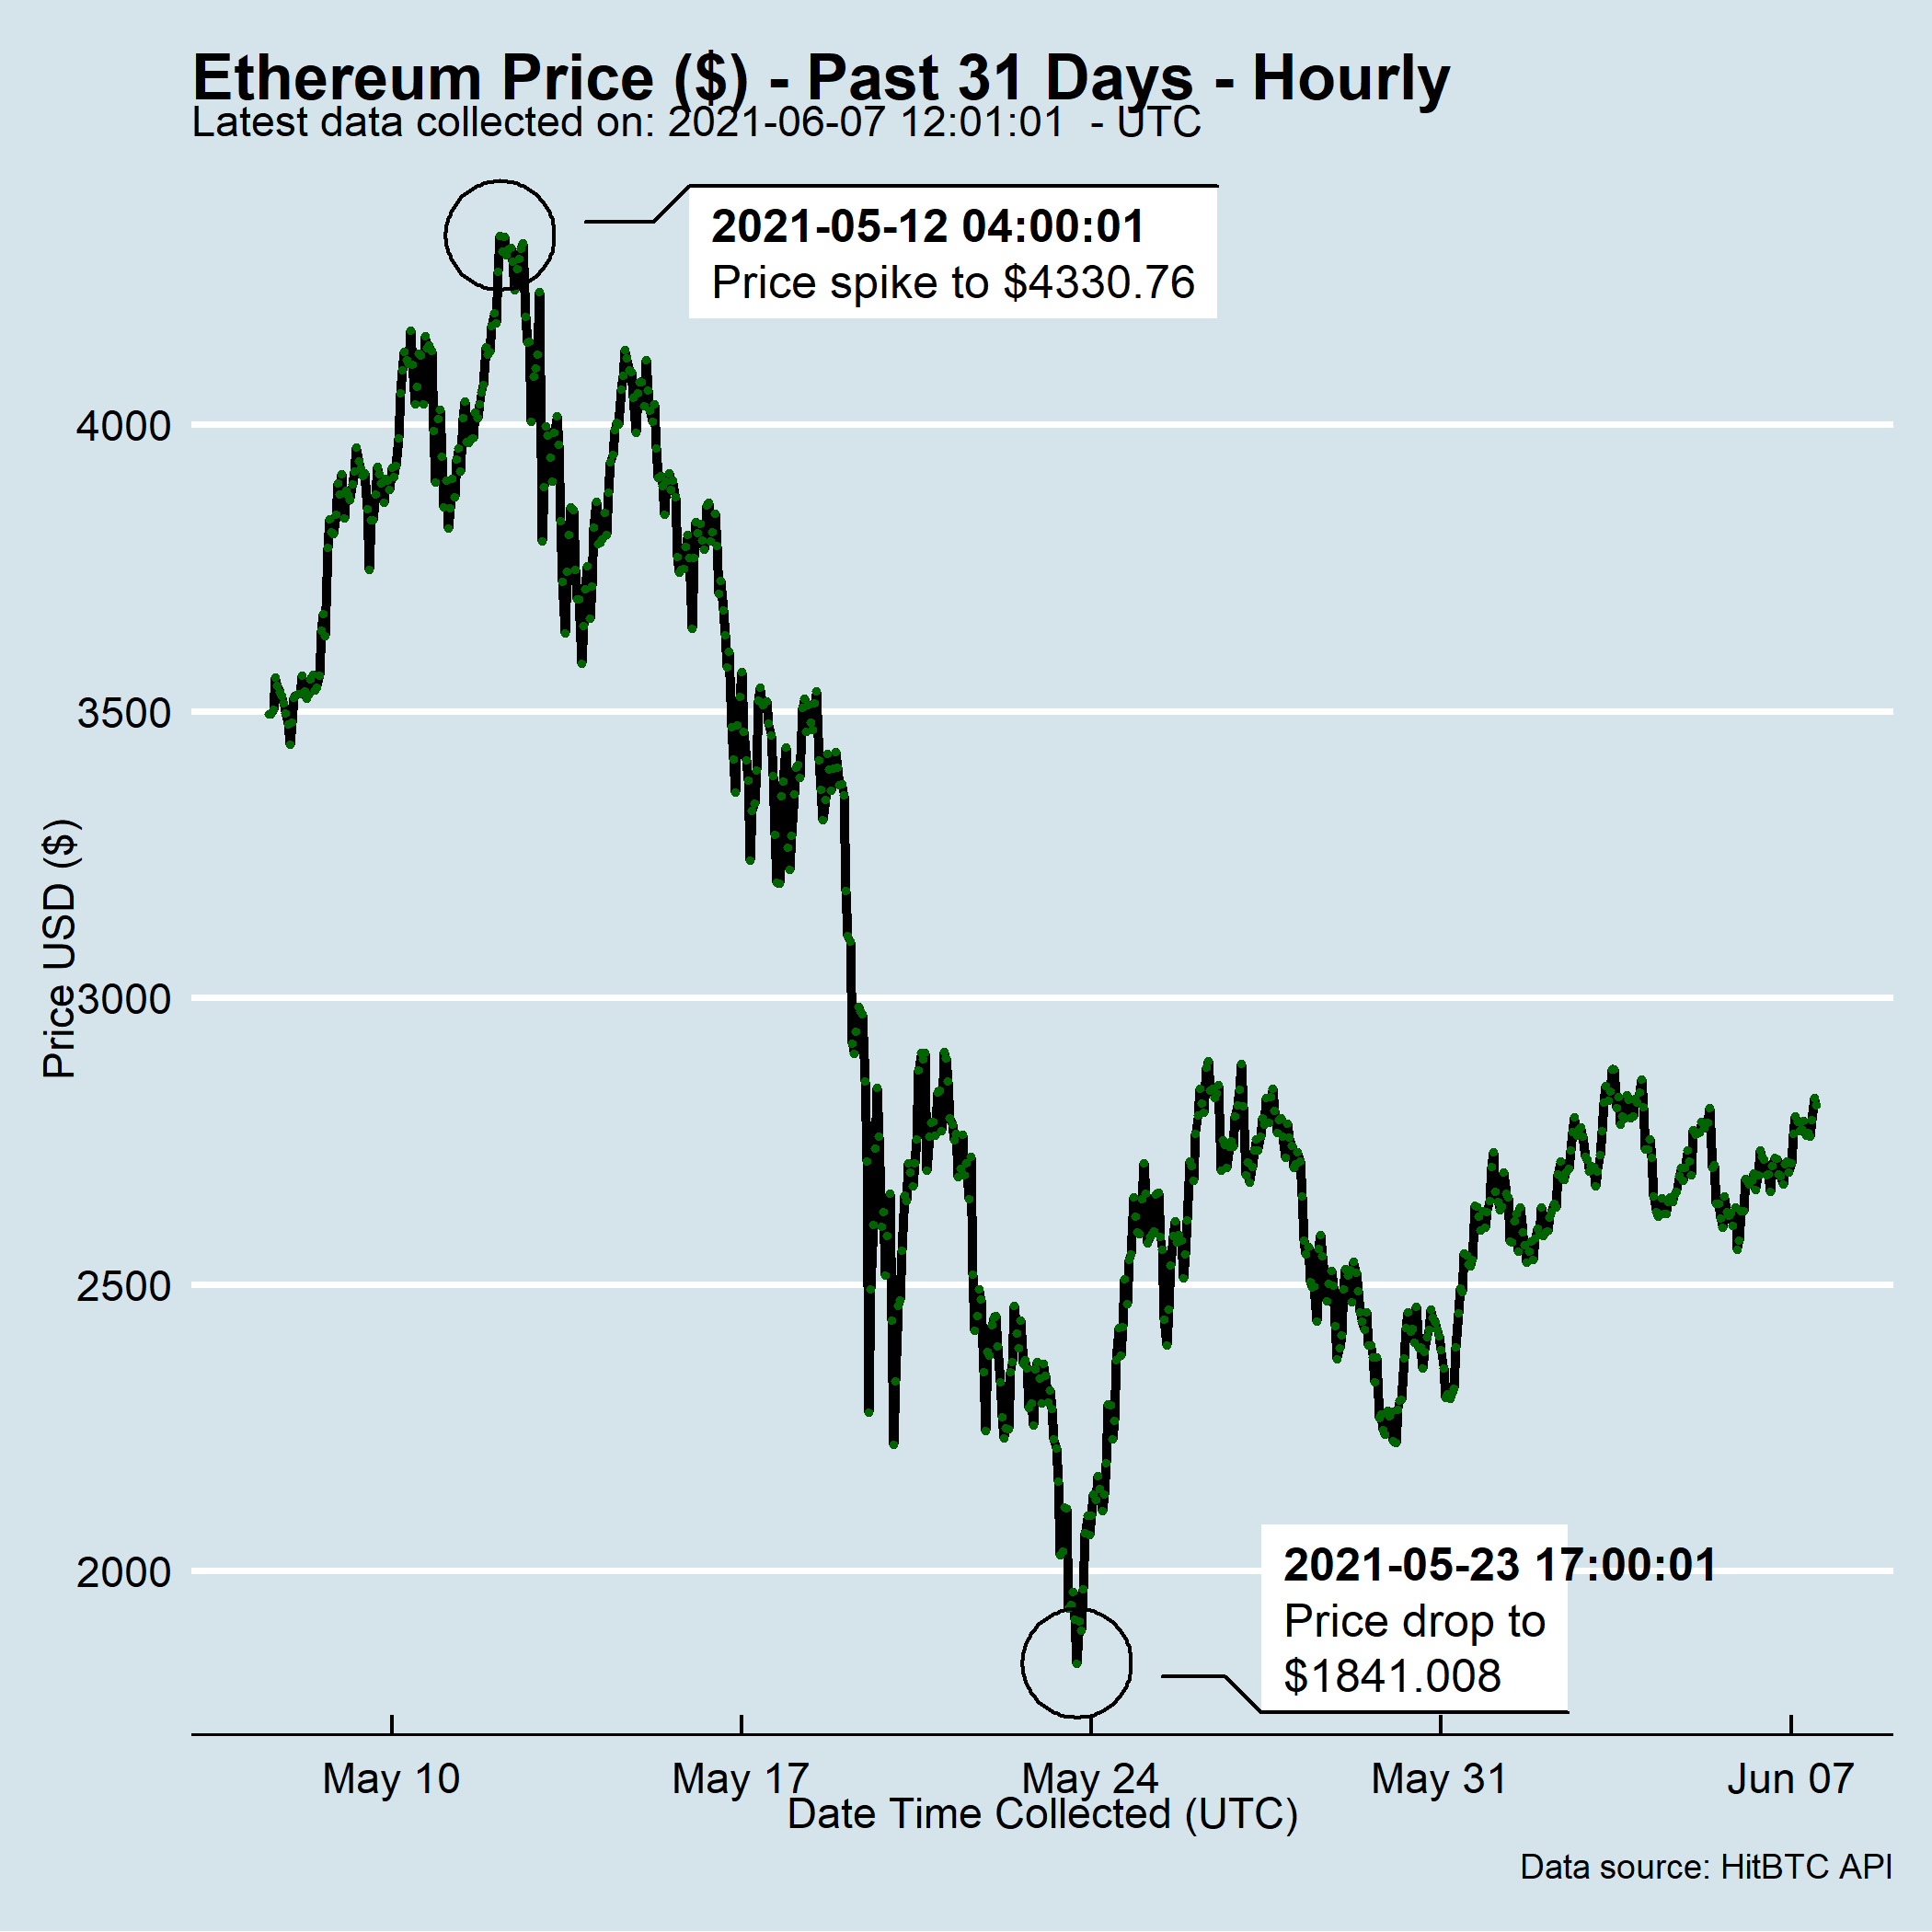 Ethereum Price ($) - Past 31 Days - Hourly
Latest data collected on: 2021-06-07 12:01:01  - UTC
2021-05-12 04:00:01
Price spike to $4330.76
4000
3500
3000
2500
2000
Price USD ($)
2021-05-23 17:00:01
Price drop to
$1841.008
May 10
May 17
May 24
May 31
Jun 07
Date Time Collected (UTC)
Data source: HitBTC API